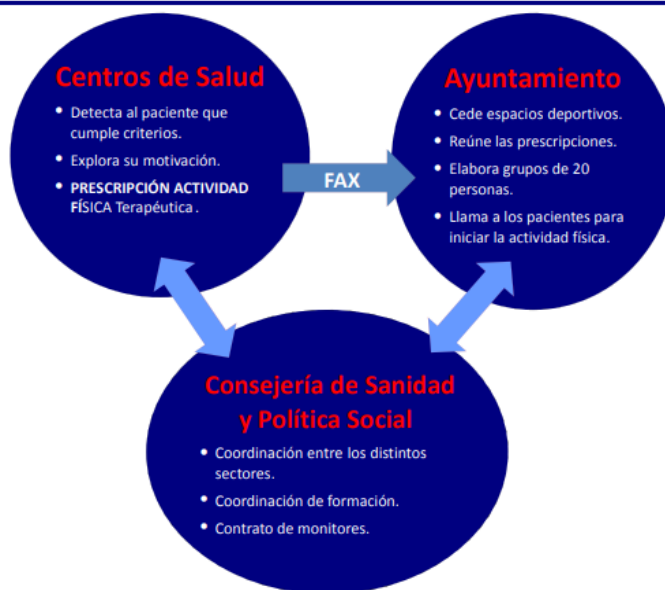 Centros de Salud
• Detecta al paciente que
cumple criterios.
• Explora su motivación.
• PRESCRIPCIÓN ACTIVIDAD
FÍSICA Terapéutica .
FAX
Ayuntamiento
• Cede espacios deportivos.
• Reúne las prescripciones.
• Elabora grupos de 20
personas.
• Llama a los pacientes para
iniciar la actividad física.
Consejería de Sanidad
y Política Social
• Coordinación entre los distintos
sectores.
• Coordinación de formación.
• Contrato de monitores.